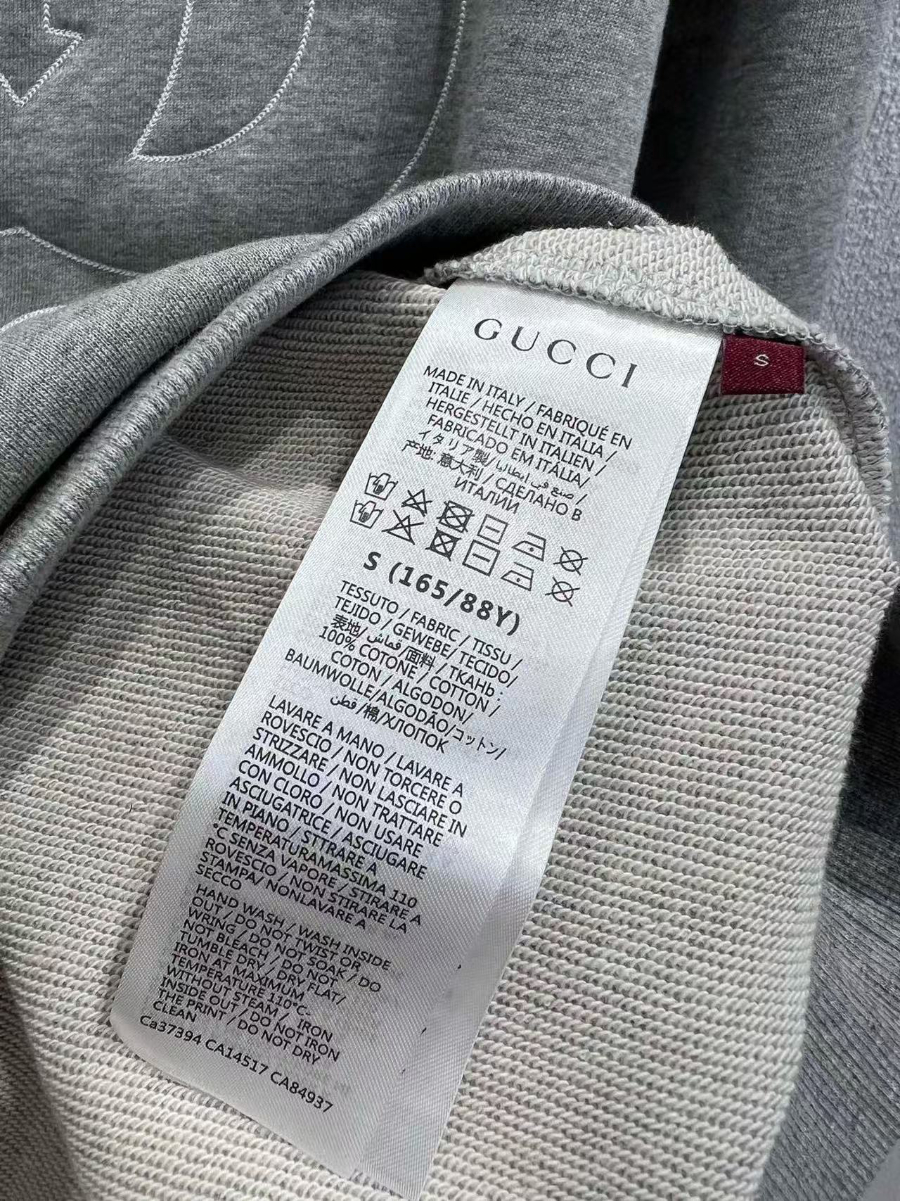 GUCCI
S
MADE IN ITALY / FABRIQUÉ EN
ITALIE / HECHO EN ITALIA /
HERGESTELLT IN ITALIEN /
FABRICADO EM ITÁLIA/
イタリア製/ صنع في إيطاليا /
产地: 意大利 / СДЕЛАНО В
ИТАЛИИ
S (165/88Y)
TESSUTO / FABRIC / TISSU /
TEJIDO / GEWEBE / TECIDO/
表地/ قماش /面料 / ТКАНЬ :
100% COTONE / COTTON /
COTON / ALGODON/
BAUMWOLLE/ALGODÃO/コットン/
قطن /棉/ХЛОПОК
LAVARE A MANO / LAVARE A
ROVESCIO / NON TORCERE O
STRIZZARE / NON LASCIARE IN
AMMOLLO / NON TRATTARE
CON CLORO / NON USARE
ASCIUGATRICE / ASCIUGARE
IN PIANO / STTRARE A
TEMPERATURAMASSIMA 110
°C SENZA VAPORE / STIRARE A
ROVESCIO / NON STIRARE LA
STAMPA/ NONLAVARE A
SECCO
HAND WASH / WASH INSIDE
OUT / DO NOT TWIST OR
WRING / DO NOT SOAK / DO
NOT BLEACH / DO NOT
TUMBLE DRY / DRY FLAT/
IRON AT MAXIMUM
TEMPERATURE 110°C-
WITHOUT STEAM / IRON
INSIDE OUT / DO NOT IRON
THE PRINT / DO NOT DRY
CLEAN
Ca37394 CA14517 CA84937